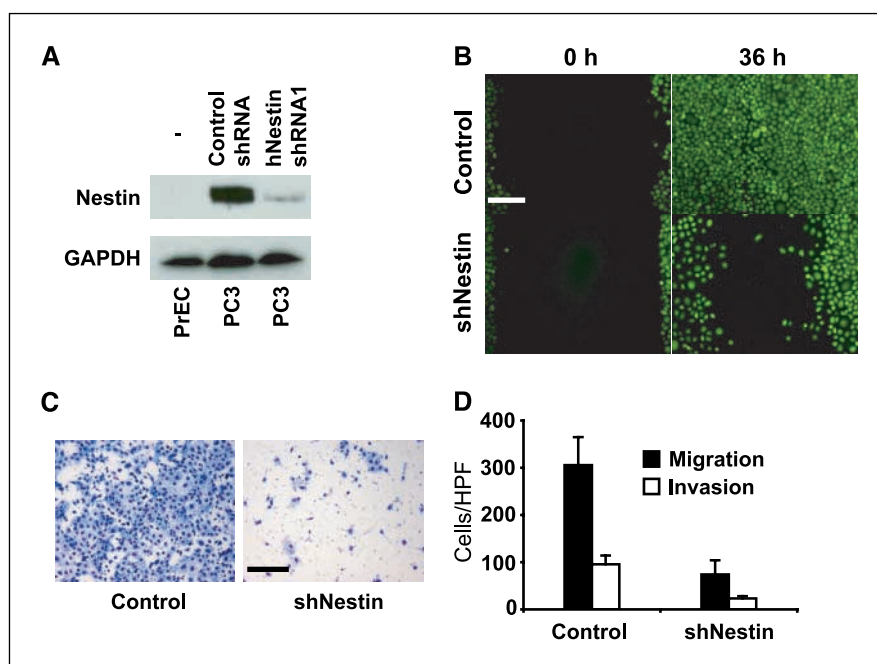 A
-
Control
shRNA
hNestin
shRNA1
Nestin
GAPDH
PrEC
PC3
PC3
B
0 h
36 h
Control
shNestin
C
Control
shNestin
D
400
300
200
100
0
Cells/HPF
Migration
Invasion
Control
shNestin